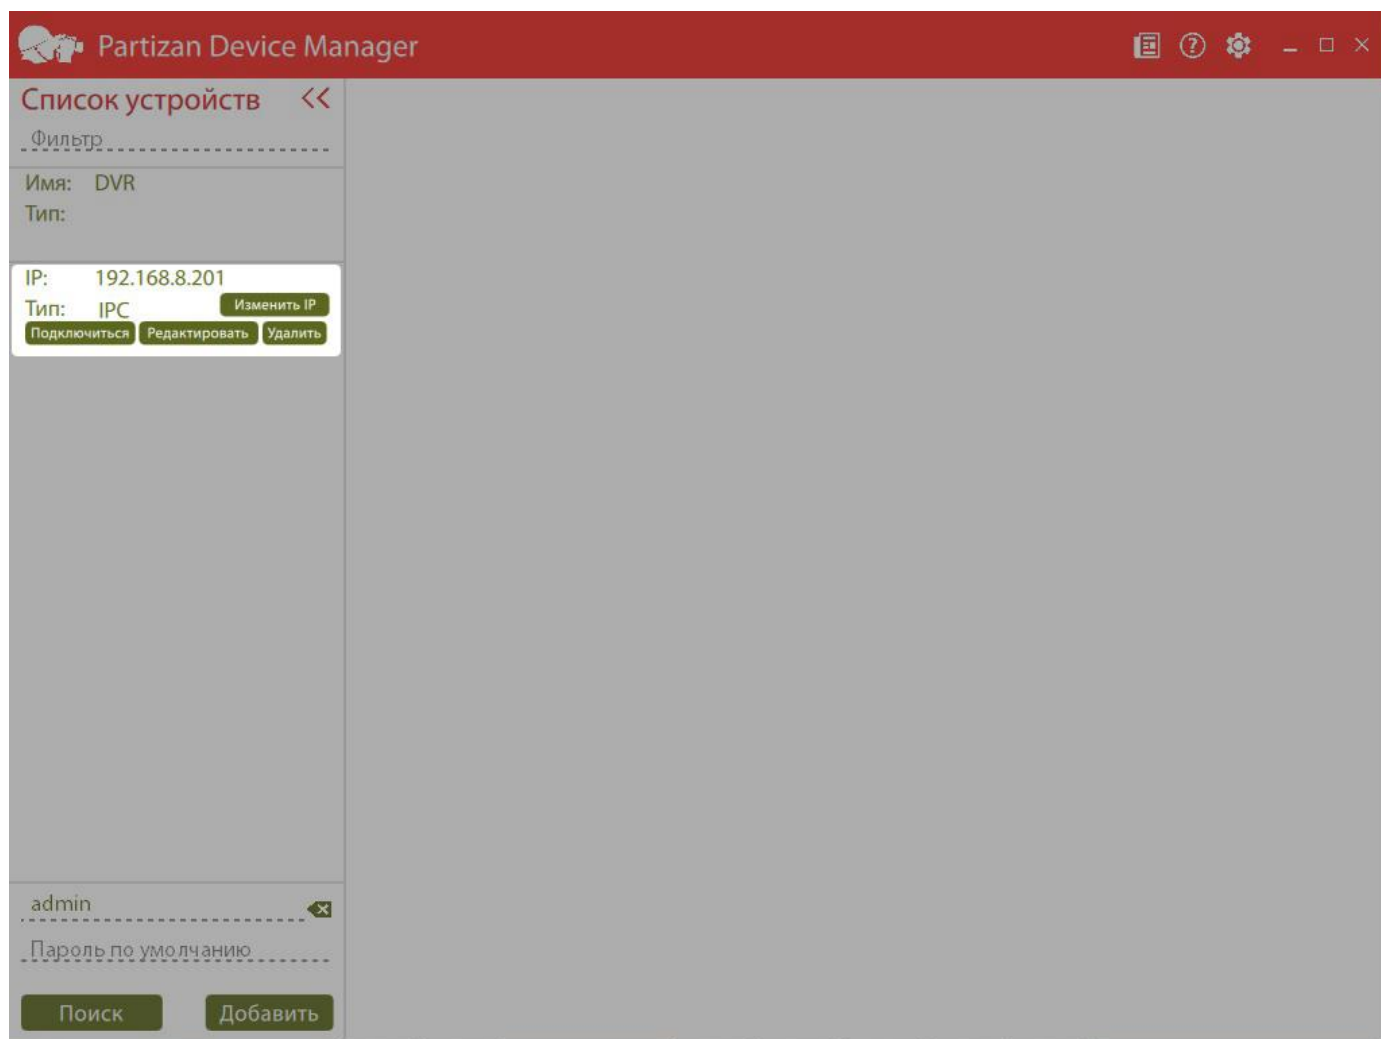 Partizan Device Manager
Список устройств <<
Фильтр
Имя: DVR
Тип:
IP: 192.168.8.201
Тип: IPC Изменить IP
Подключиться Редактировать Удалить
admin
Пароль по умолчанию
Поиск Добавить